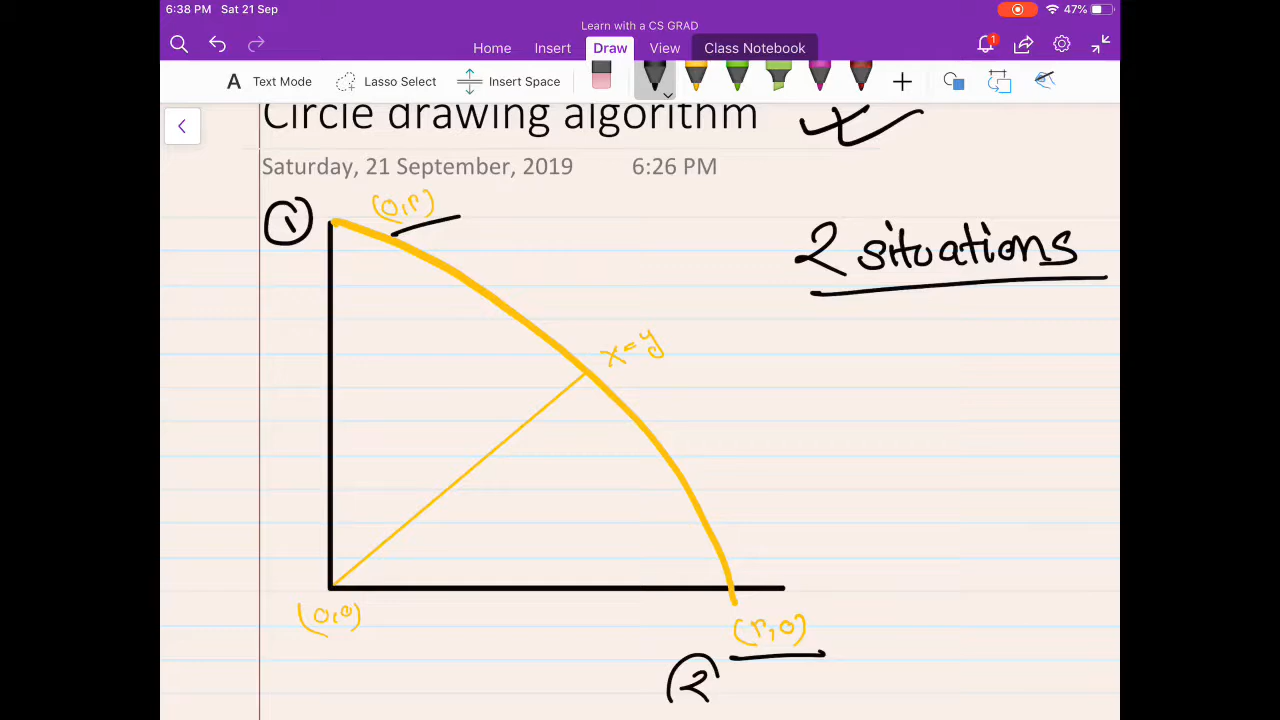 6:38 PM Sat 21 Sep
47%
Learn with a CS GRAD
Home Insert Draw View Class Notebook
1
A Text Mode Lasso Select Insert Space
Circle drawing algorithm
Saturday, 21 September, 2019 6:26 PM
(0,r)
1
2 situations
x=y
(0,0)
(r,0)
2